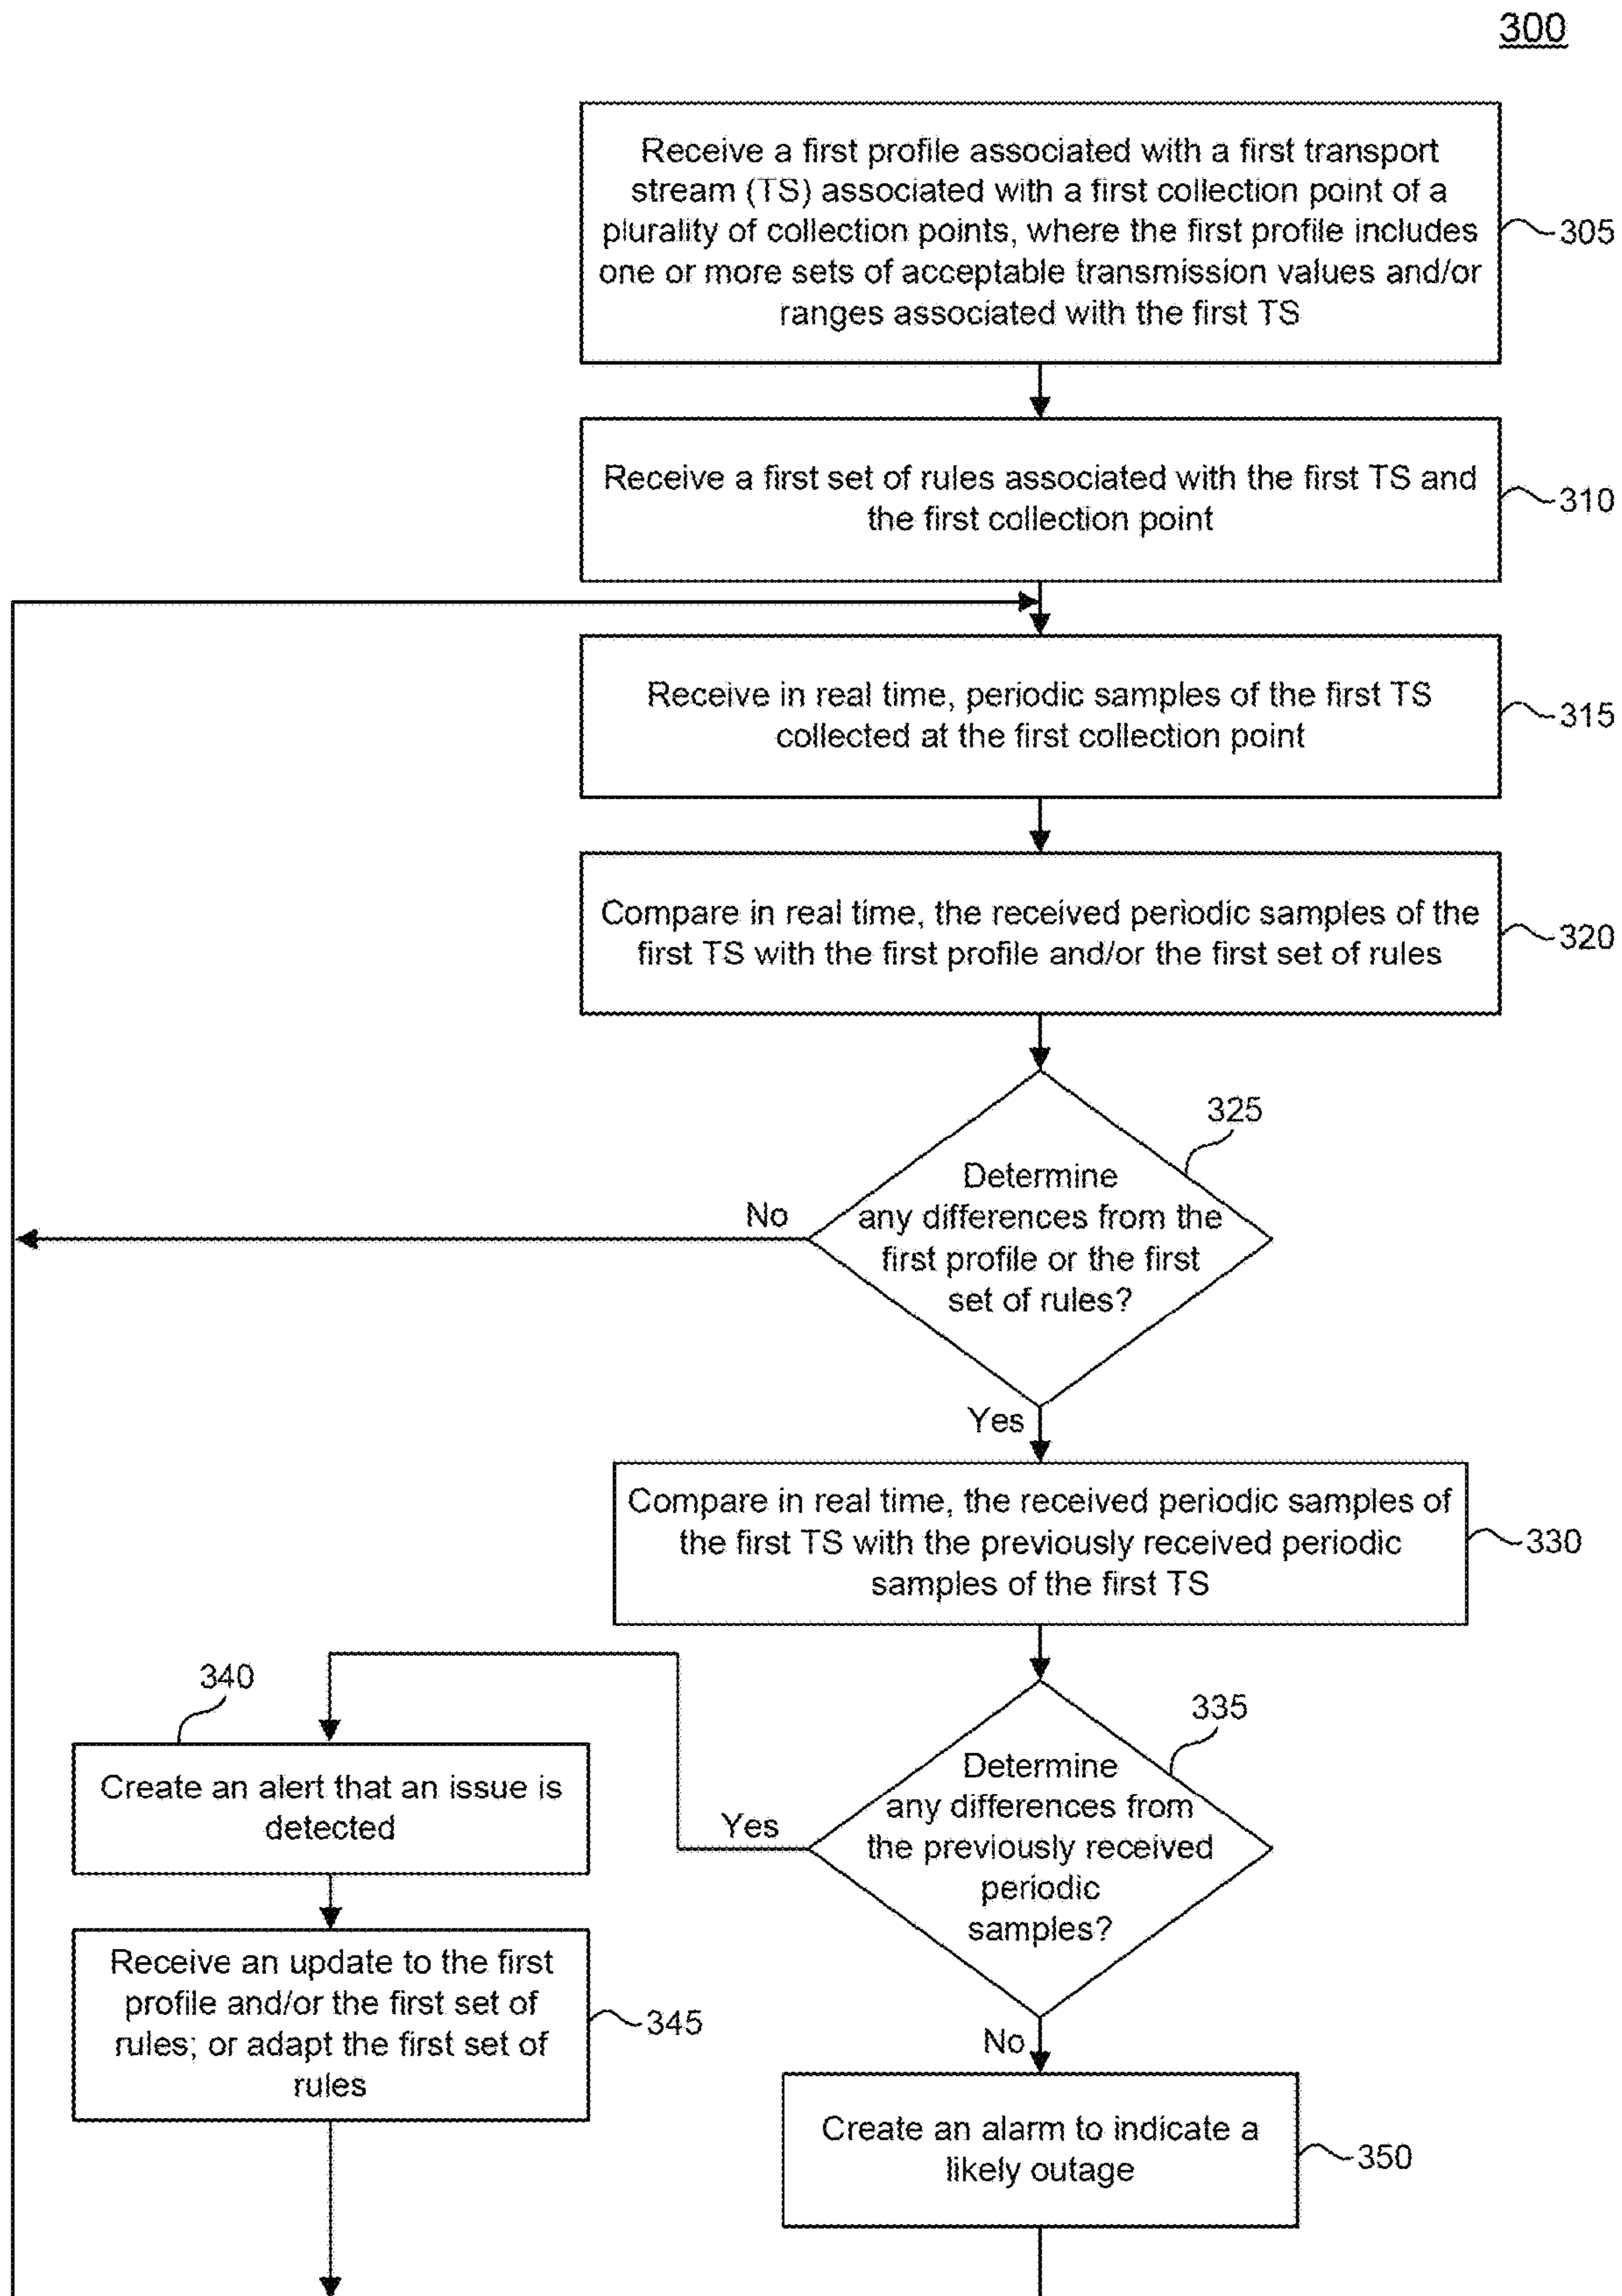 300
Receive a first profile associated with a first transport
stream (TS) associated with a first collection point of a
plurality of collection points, where the first profile includes
one or more sets of acceptable transmission values and/or
ranges associated with the first TS
305
Receive a first set of rules associated with the first TS and
the first collection point
310
Receive in real time, periodic samples of the first TS
collected at the first collection point
315
Compare in real time, the received periodic samples of the
first TS with the first profile and/or the first set of rules
320
325
Determine
any differences from the
first profile or the first
set of rules?
No
Yes
Compare in real time, the received periodic samples of
the first TS with the previously received periodic
samples of the first TS
330
335
Determine
any differences from
the previously received
periodic
samples?
Yes
No
340
Create an alert that an issue is
detected
Receive an update to the first
profile and/or the first set of
rules; or adapt the first set of
rules
345
Create an alarm to indicate a
likely outage
350